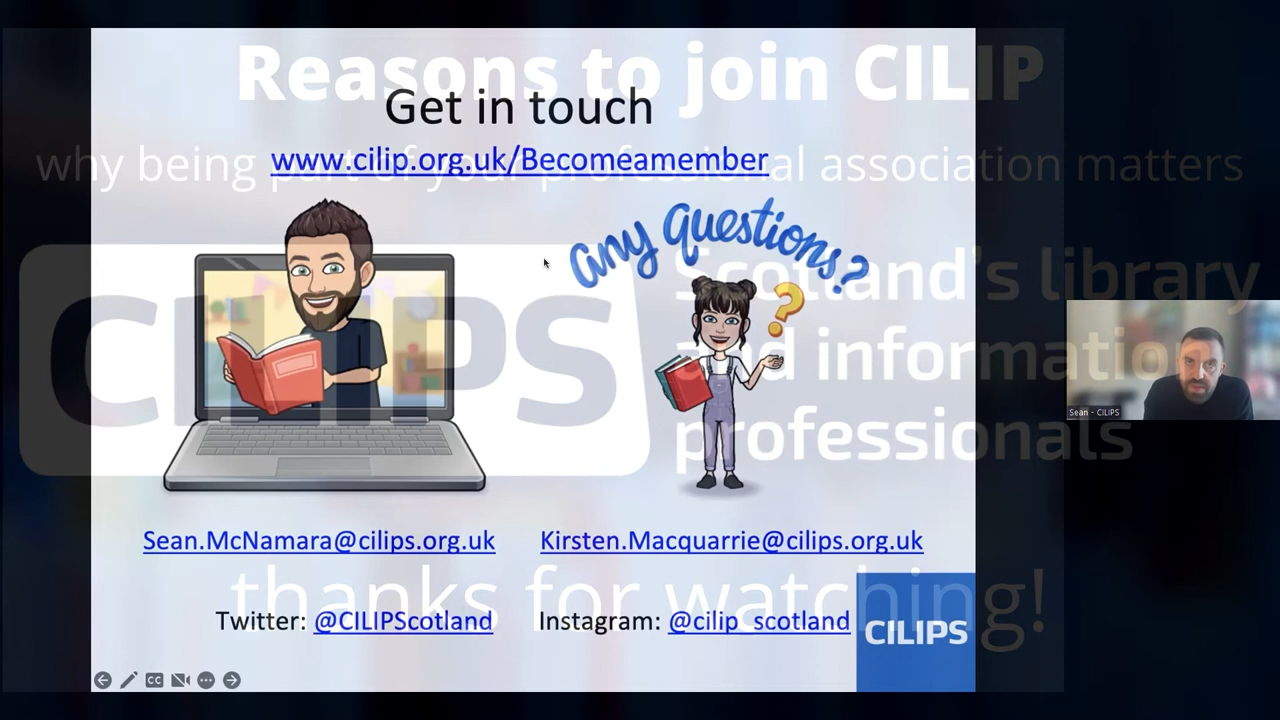 Reasons to join CILIP
Get in touch
www.cilip.org.uk/Becomeamember
why being part of your professional association matters
any questions?
?
CILIPS
Scotland's library
and information
professionals
Sean - CILIPS
Sean.McNamara@cilips.org.uk
Kirsten.Macquarrie@cilips.org.uk
thanks for watching!
Twitter: @CILIPScotland
Instagram: @cilip_scotland
CILIPS
CC